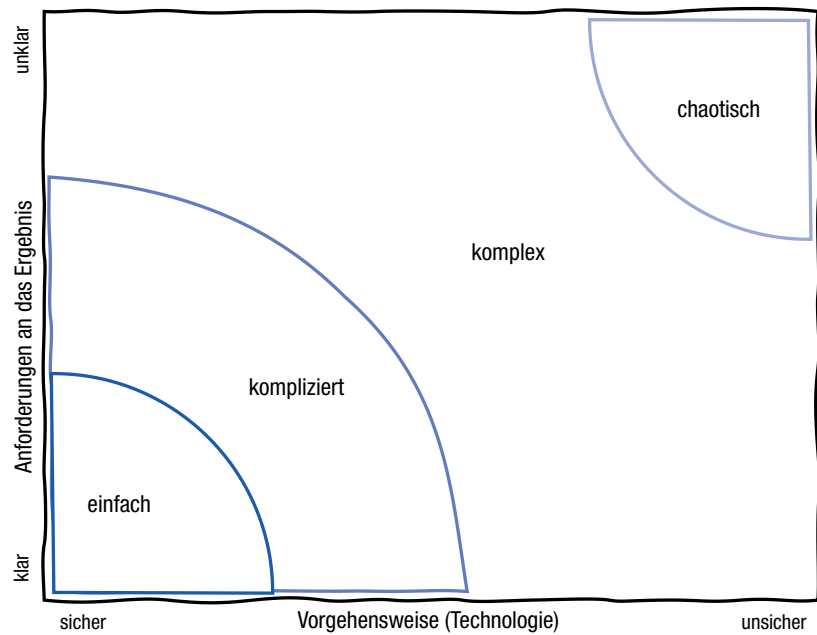 unklar
chaotisch
Anforderungen an das Ergebnis
komplex
kompliziert
einfach
klar
sicher
Vorgehensweise (Technologie)
unsicher